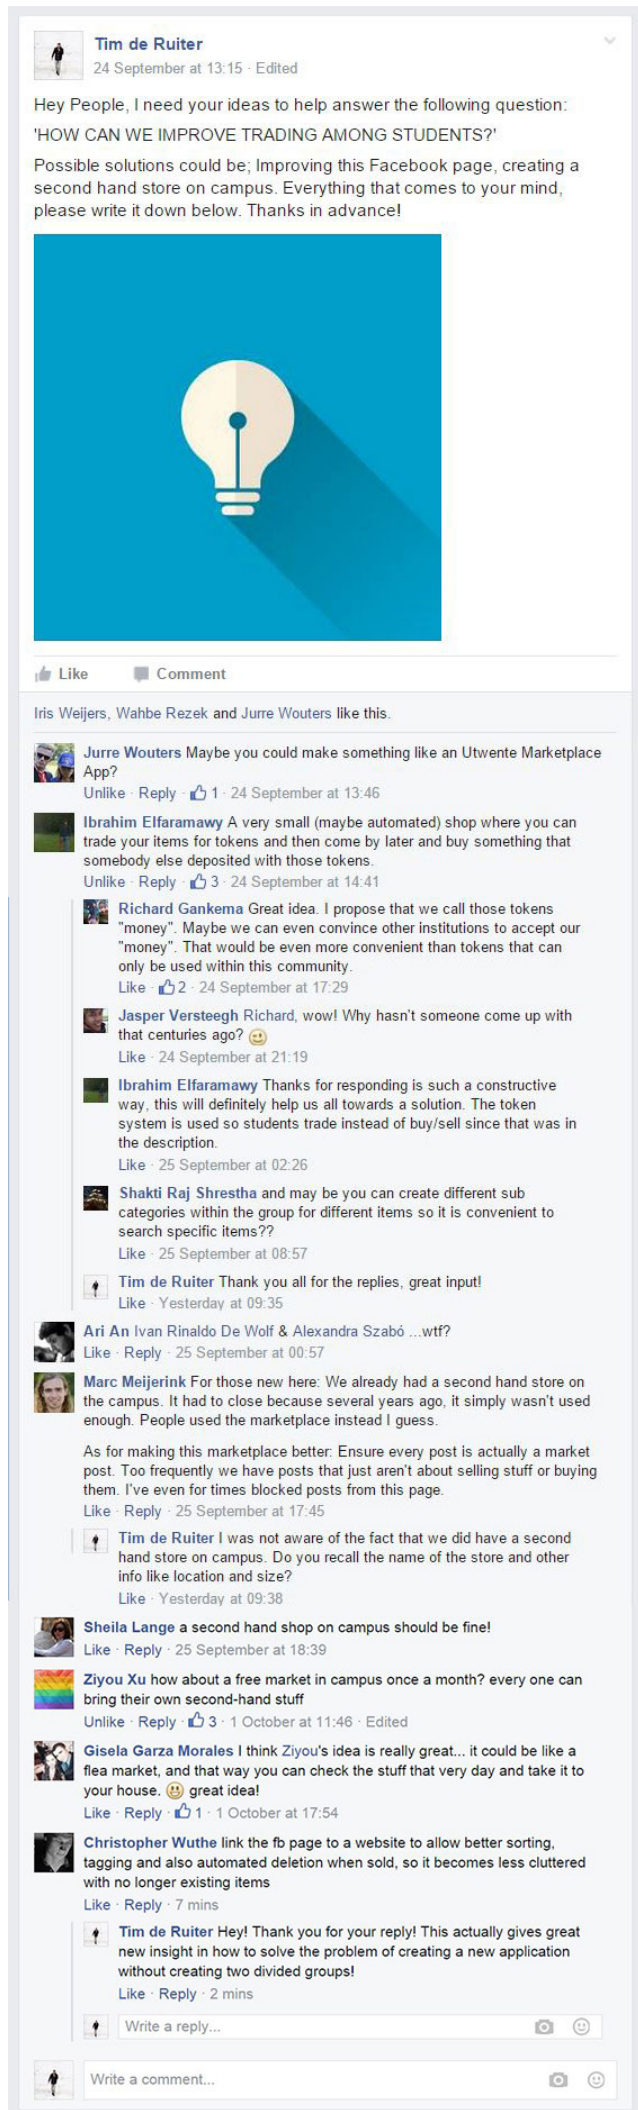 Tim de Ruiter
24 September at 13:15 · Edited
Hey People, I need your ideas to help answer the following question:
'HOW CAN WE IMPROVE TRADING AMONG STUDENTS?'
Possible solutions could be; Improving this Facebook page, creating a
second hand store on campus. Everything that comes to your mind,
please write it down below. Thanks in advance!
Like Comment
Iris Weijers, Wahbe Rezek and Jurre Wouters like this.
Jurre Wouters Maybe you could make something like an Utwente Marketplace
App?
Unlike · Reply · 1 · 24 September at 13:46
Ibrahim Elfaramawy A very small (maybe automated) shop where you can
trade your items for tokens and then come by later and buy something that
somebody else deposited with those tokens.
Unlike · Reply · 3 · 24 September at 14:41
Richard Gankema Great idea. I propose that we call those tokens
"money". Maybe we can even convince other institutions to accept our
"money". That would be even more convenient than tokens that can
only be used within this community.
Like · 2 · 24 September at 17:29
Jasper Versteegh Richard, wow! Why hasn't someone come up with
that centuries ago?
Like · 24 September at 21:19
Ibrahim Elfaramawy Thanks for responding is such a constructive
way, this will definitely help us all towards a solution. The token
system is used so students trade instead of buy/sell since that was in
the description.
Like · 25 September at 02:26
Shakti Raj Shrestha and may be you can create different sub
categories within the group for different items so it is convenient to
search specific items??
Like · 25 September at 08:57
Tim de Ruiter Thank you all for the replies, great input!
Like · Yesterday at 09:35
Ari An Ivan Rinaldo De Wolf & Alexandra Szabó ...wtf?
Like · Reply · 25 September at 00:57
Marc Meijerink For those new here: We already had a second hand store on
the campus. It had to close because several years ago, it simply wasn't used
enough. People used the marketplace instead I guess.
As for making this marketplace better: Ensure every post is actually a market
post. Too frequently we have posts that just aren't about selling stuff or buying
them. I've even for times blocked posts from this page.
Like · Reply · 25 September at 17:45
Tim de Ruiter I was not aware of the fact that we did have a second
hand store on campus. Do you recall the name of the store and other
info like location and size?
Like · Yesterday at 09:38
Sheila Lange a second hand shop on campus should be fine!
Like · Reply · 25 September at 18:39
Ziyou Xu how about a free market in campus once a month? every one can
bring their own second-hand stuff
Unlike · Reply · 3 · 1 October at 11:46 · Edited
Gisela Garza Morales I think Ziyou's idea is really great... it could be like a
flea market, and that way you can check the stuff that very day and take it to
your house. great idea!
Like · Reply · 1 · 1 October at 17:54
Christopher Wuthe link the fb page to a website to allow better sorting,
tagging and also automated deletion when sold, so it becomes less cluttered
with no longer existing items
Like · Reply · 7 mins
Tim de Ruiter Hey! Thank you for your reply! This actually gives great
new insight in how to solve the problem of creating a new application
without creating two divided groups!
Like · Reply · 2 mins
Write a reply...
Write a comment...